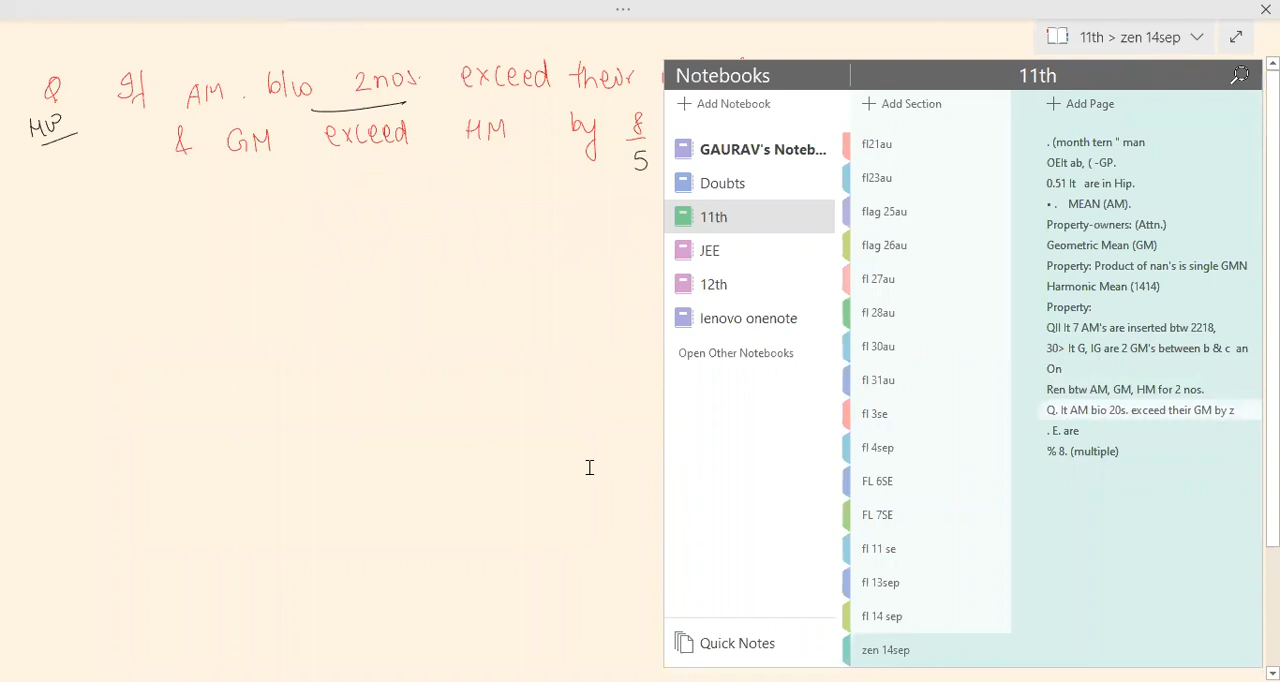 ...
11th > zen 14sep
Q If AM. b/w 2 nos. exceed their
HW & GM exceed HM by 8/5
Notebooks
Add Notebook
GAURAV's Noteb...
Doubts
11th
JEE
12th
lenovo onenote
Open Other Notebooks
Quick Notes
Add Section
fl21au
fl23au
flag 25au
flag 26au
fl 27au
fl 28au
fl 30au
fl 31au
fl 3se
fl 4sep
FL 6SE
FL 7SE
fl 11 se
fl 13sep
fl 14 sep
zen 14sep
11th
Add Page
. (month tern " man
OEIt ab, ( -GP.
0.51 It are in Hip.
• . MEAN (AM).
Property-owners: (Attn.)
Geometric Mean (GM)
Property: Product of nan's is single GMN
Harmonic Mean (1414)
Property:
QII It 7 AM's are inserted btw 2218,
30> It G, IG are 2 GM's between b & c an
On
Ren btw AM, GM, HM for 2 nos.
Q. It AM bio 20s. exceed their GM by z
. E. are
% 8. (multiple)